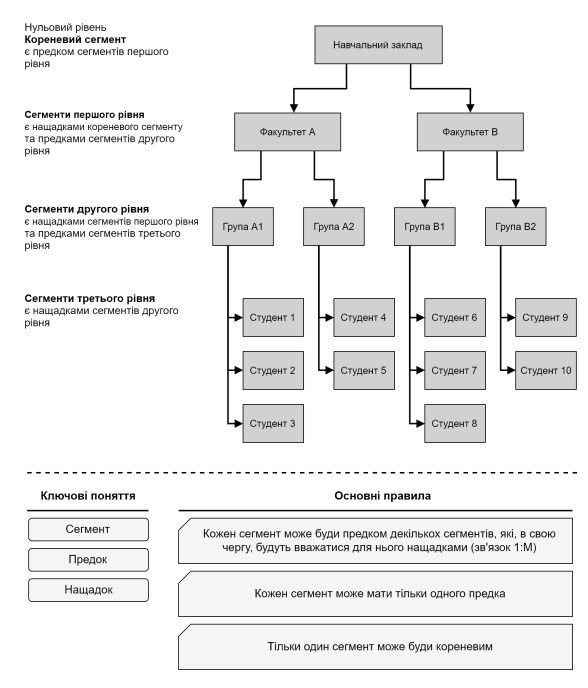 Нульовий рівень
Кореневий сегмент
є предком сегментів першого
рівня
Навчальний заклад
Сегменти першого рівня
є нащадками кореневого сегменту
та предками сегментів другого
рівня
Факультет А
Факультет В
Сегменти другого рівня
є нащадками сегментів першого рівня
та предками сегментів третього
рівня
Група А1
Група А2
Група В1
Група В2
Сегменти третього рівня
є нащадками сегментів другого
рівня
Студент 1
Студент 4
Студент 6
Студент 9
Студент 2
Студент 5
Студент 7
Студент 10
Студент 3
Студент 8
Ключові поняття
Сегмент
Предок
Нащадок
Основні правила
Кожен сегмент може буди предком декількох сегментів, які, в свою
чергу, будуть вважатися для нього нащадками (зв'язок 1:М)
Кожен сегмент може мати тільки одного предка
Тільки один сегмент може буди кореневим